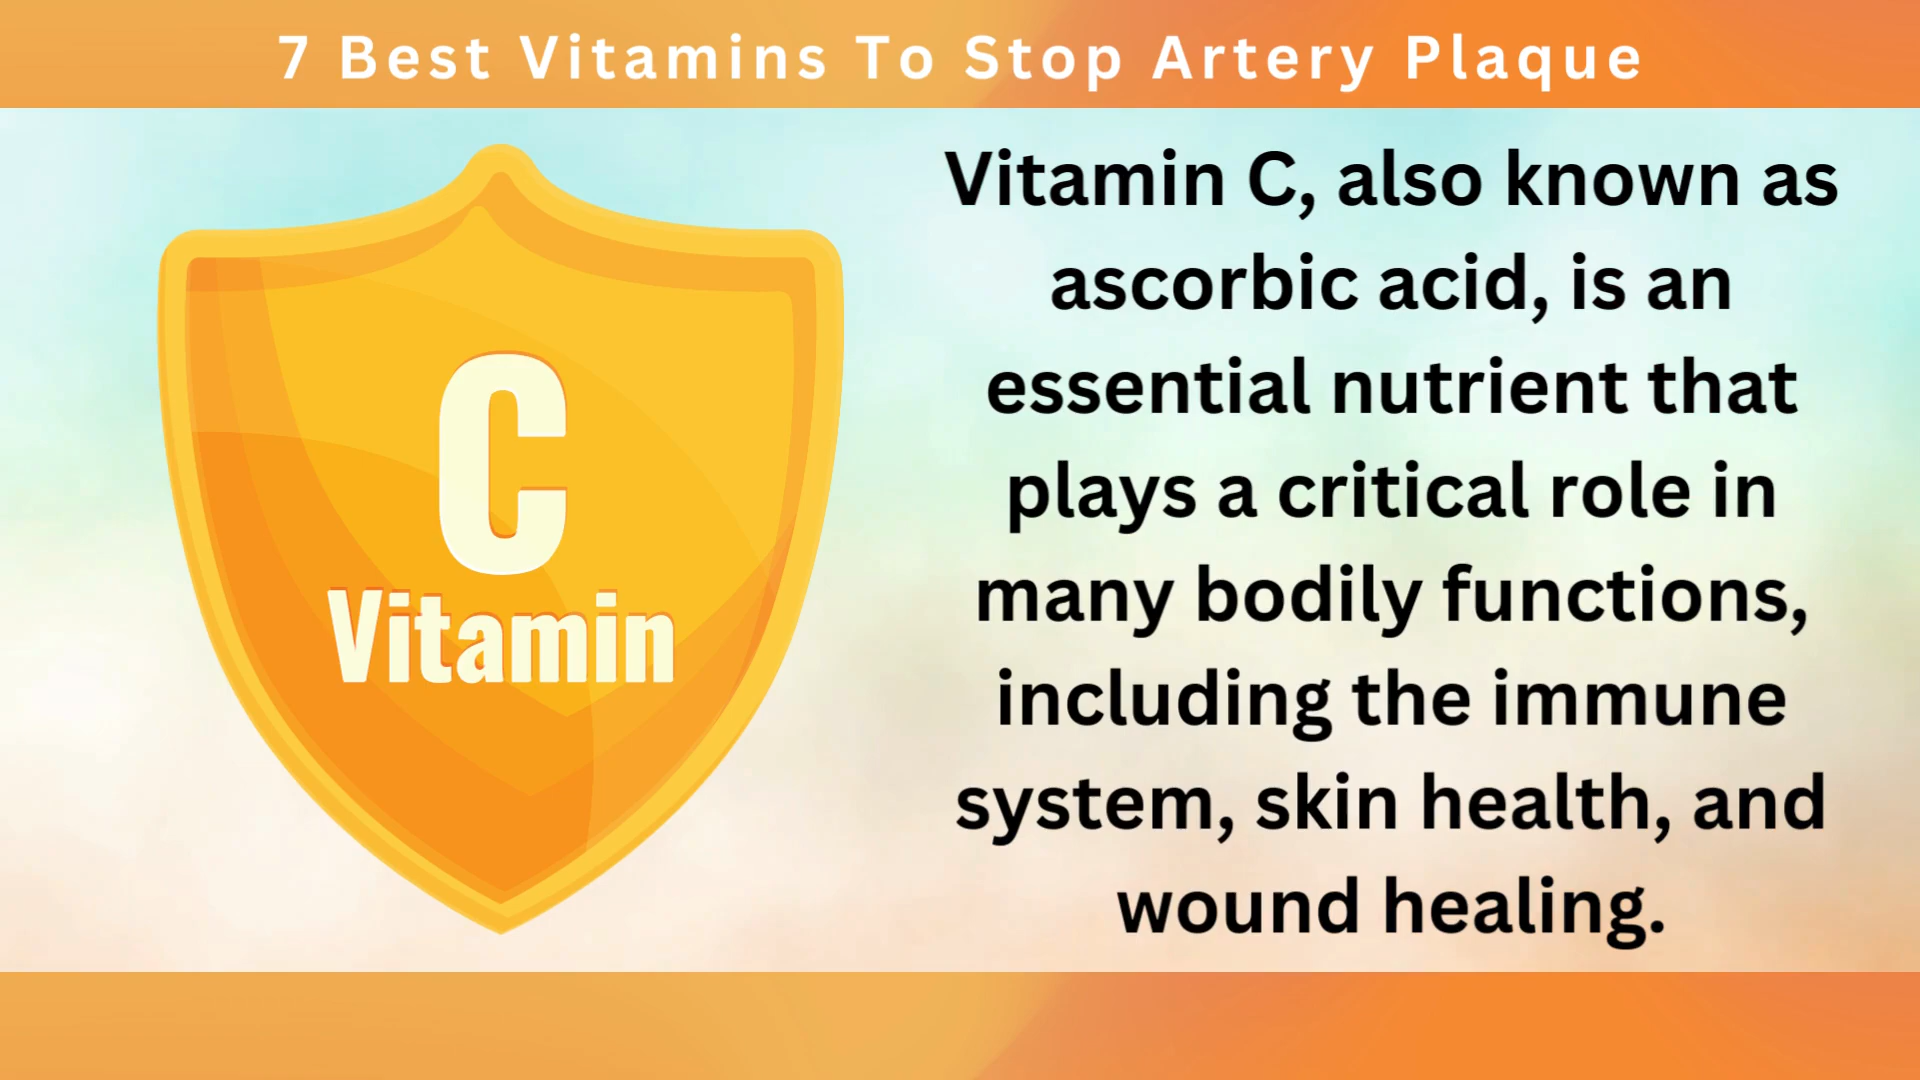 7 Best Vitamins To Stop Artery Plaque
C
Vitamin
Vitamin C, also known as
ascorbic acid, is an
essential nutrient that
plays a critical role in
many bodily functions,
including the immune
system, skin health, and
wound healing.